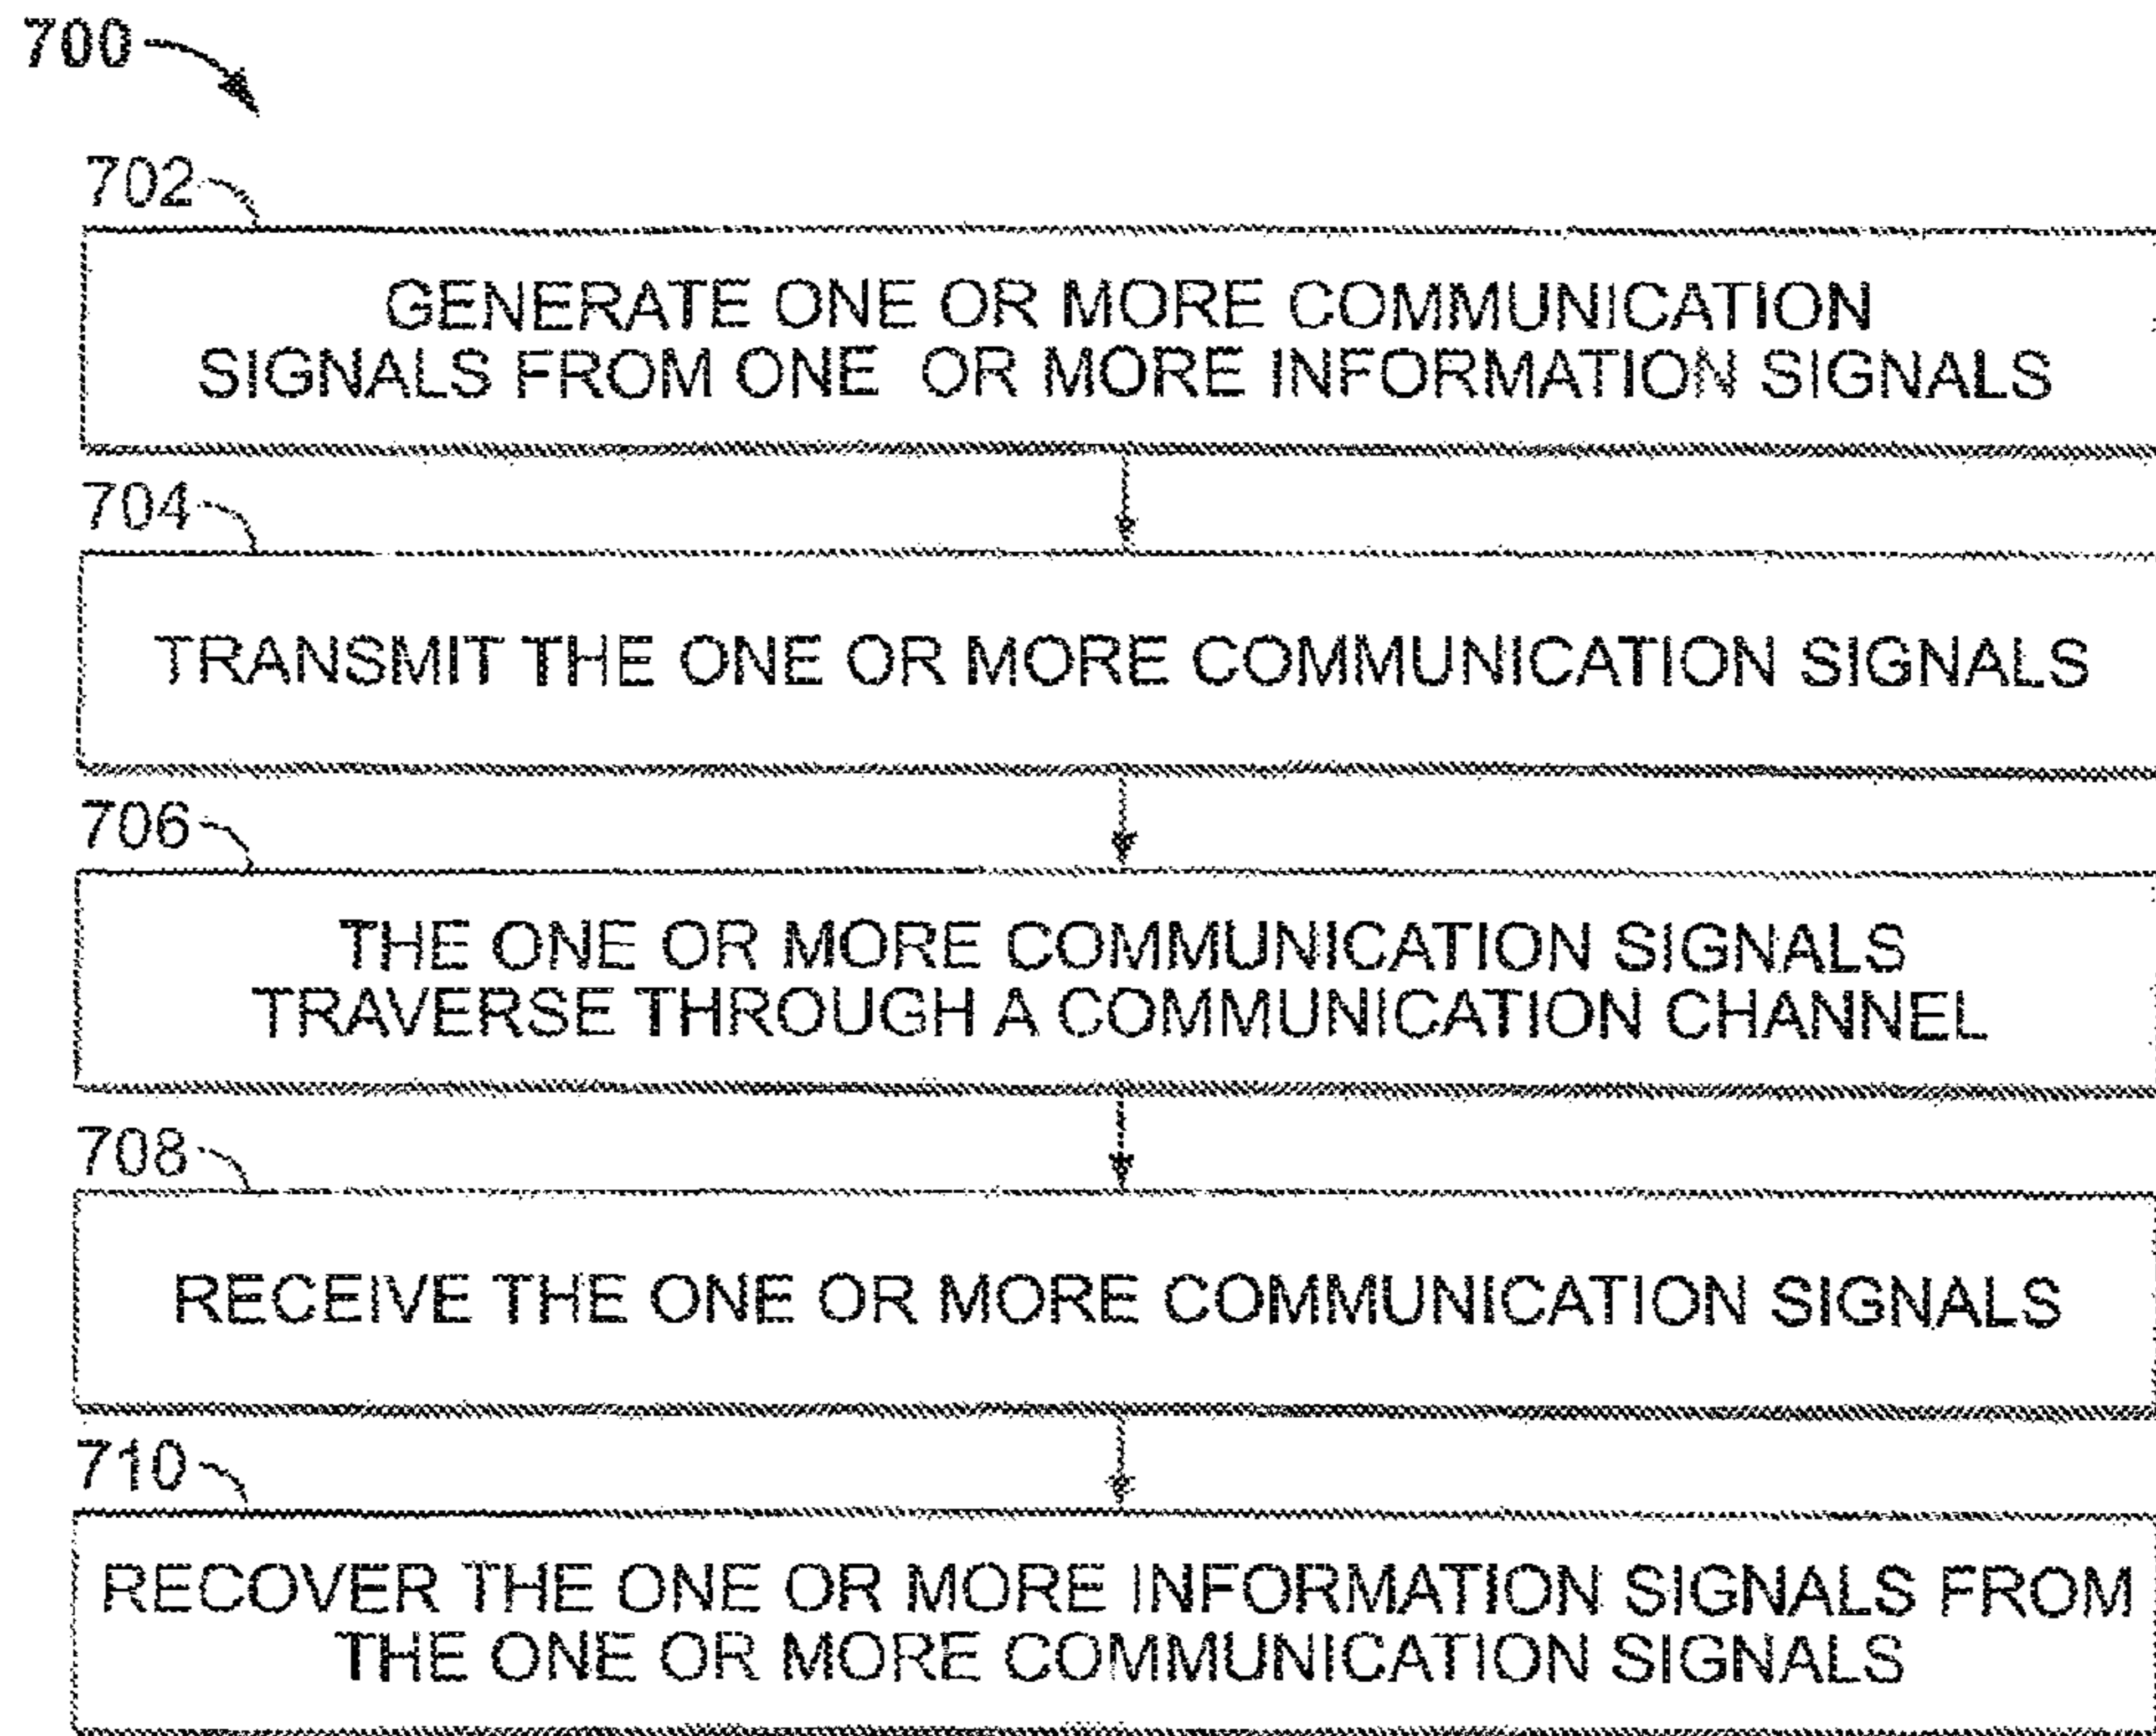 700
702
GENERATE ONE OR MORE COMMUNICATION
SIGNALS FROM ONE OR MORE INFORMATION SIGNALS
704
TRANSMIT THE ONE OR MORE COMMUNICATION SIGNALS
706
THE ONE OR MORE COMMUNICATION SIGNALS
TRAVERSE THROUGH A COMMUNICATION CHANNEL
708
RECEIVE THE ONE OR MORE COMMUNICATION SIGNALS
710
RECOVER THE ONE OR MORE INFORMATION SIGNALS FROM
THE ONE OR MORE COMMUNICATION SIGNALS